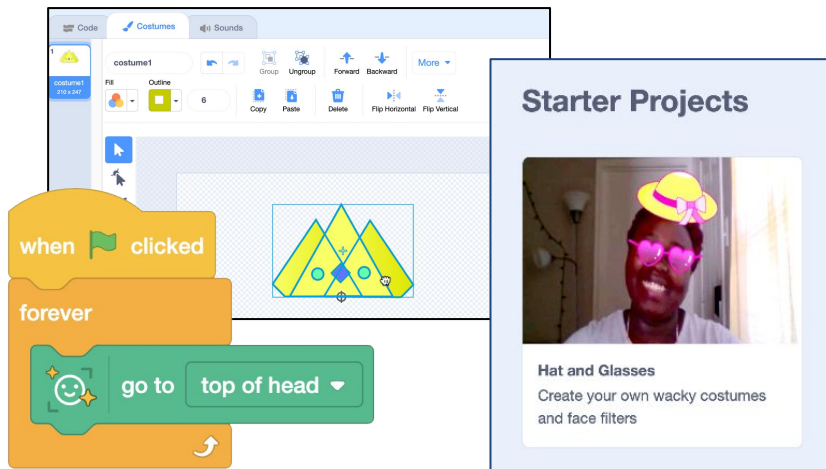 Code
Costumes
Sounds
1
costume1
210 x 247
costume1
Group
Ungroup
Forward
Backward
More
Fill
Outline
6
Copy
Paste
Delete
Flip Horizontal
Flip Vertical
when clicked
forever
go to top of head
Starter Projects
Hat and Glasses
Create your own wacky costumes
and face filters